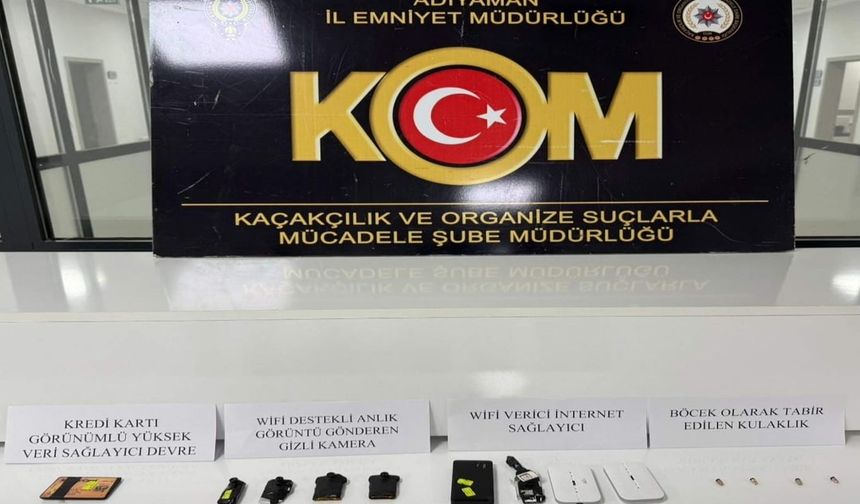 ADIYAMAN
İL EMNİYET MÜDÜRLÜĞÜ
KOM
KAÇAKÇILIK VE ORGANİZE SUÇLARLA
MÜCADELE ŞUBE MÜDÜRLÜĞÜ
KREDİ KARTI
GÖRÜNÜMLÜ YÜKSEK
VERİ SAĞLAYICI DEVRE
WİFİ DESTEKLİ ANLIK
GÖRÜNTÜ GÖNDEREN
GİZLİ KAMERA
WİFİ VERİCİ İNTERNET
SAĞLAYICI
BÖCEK OLARAK TABİR
EDİLEN KULAKLIK